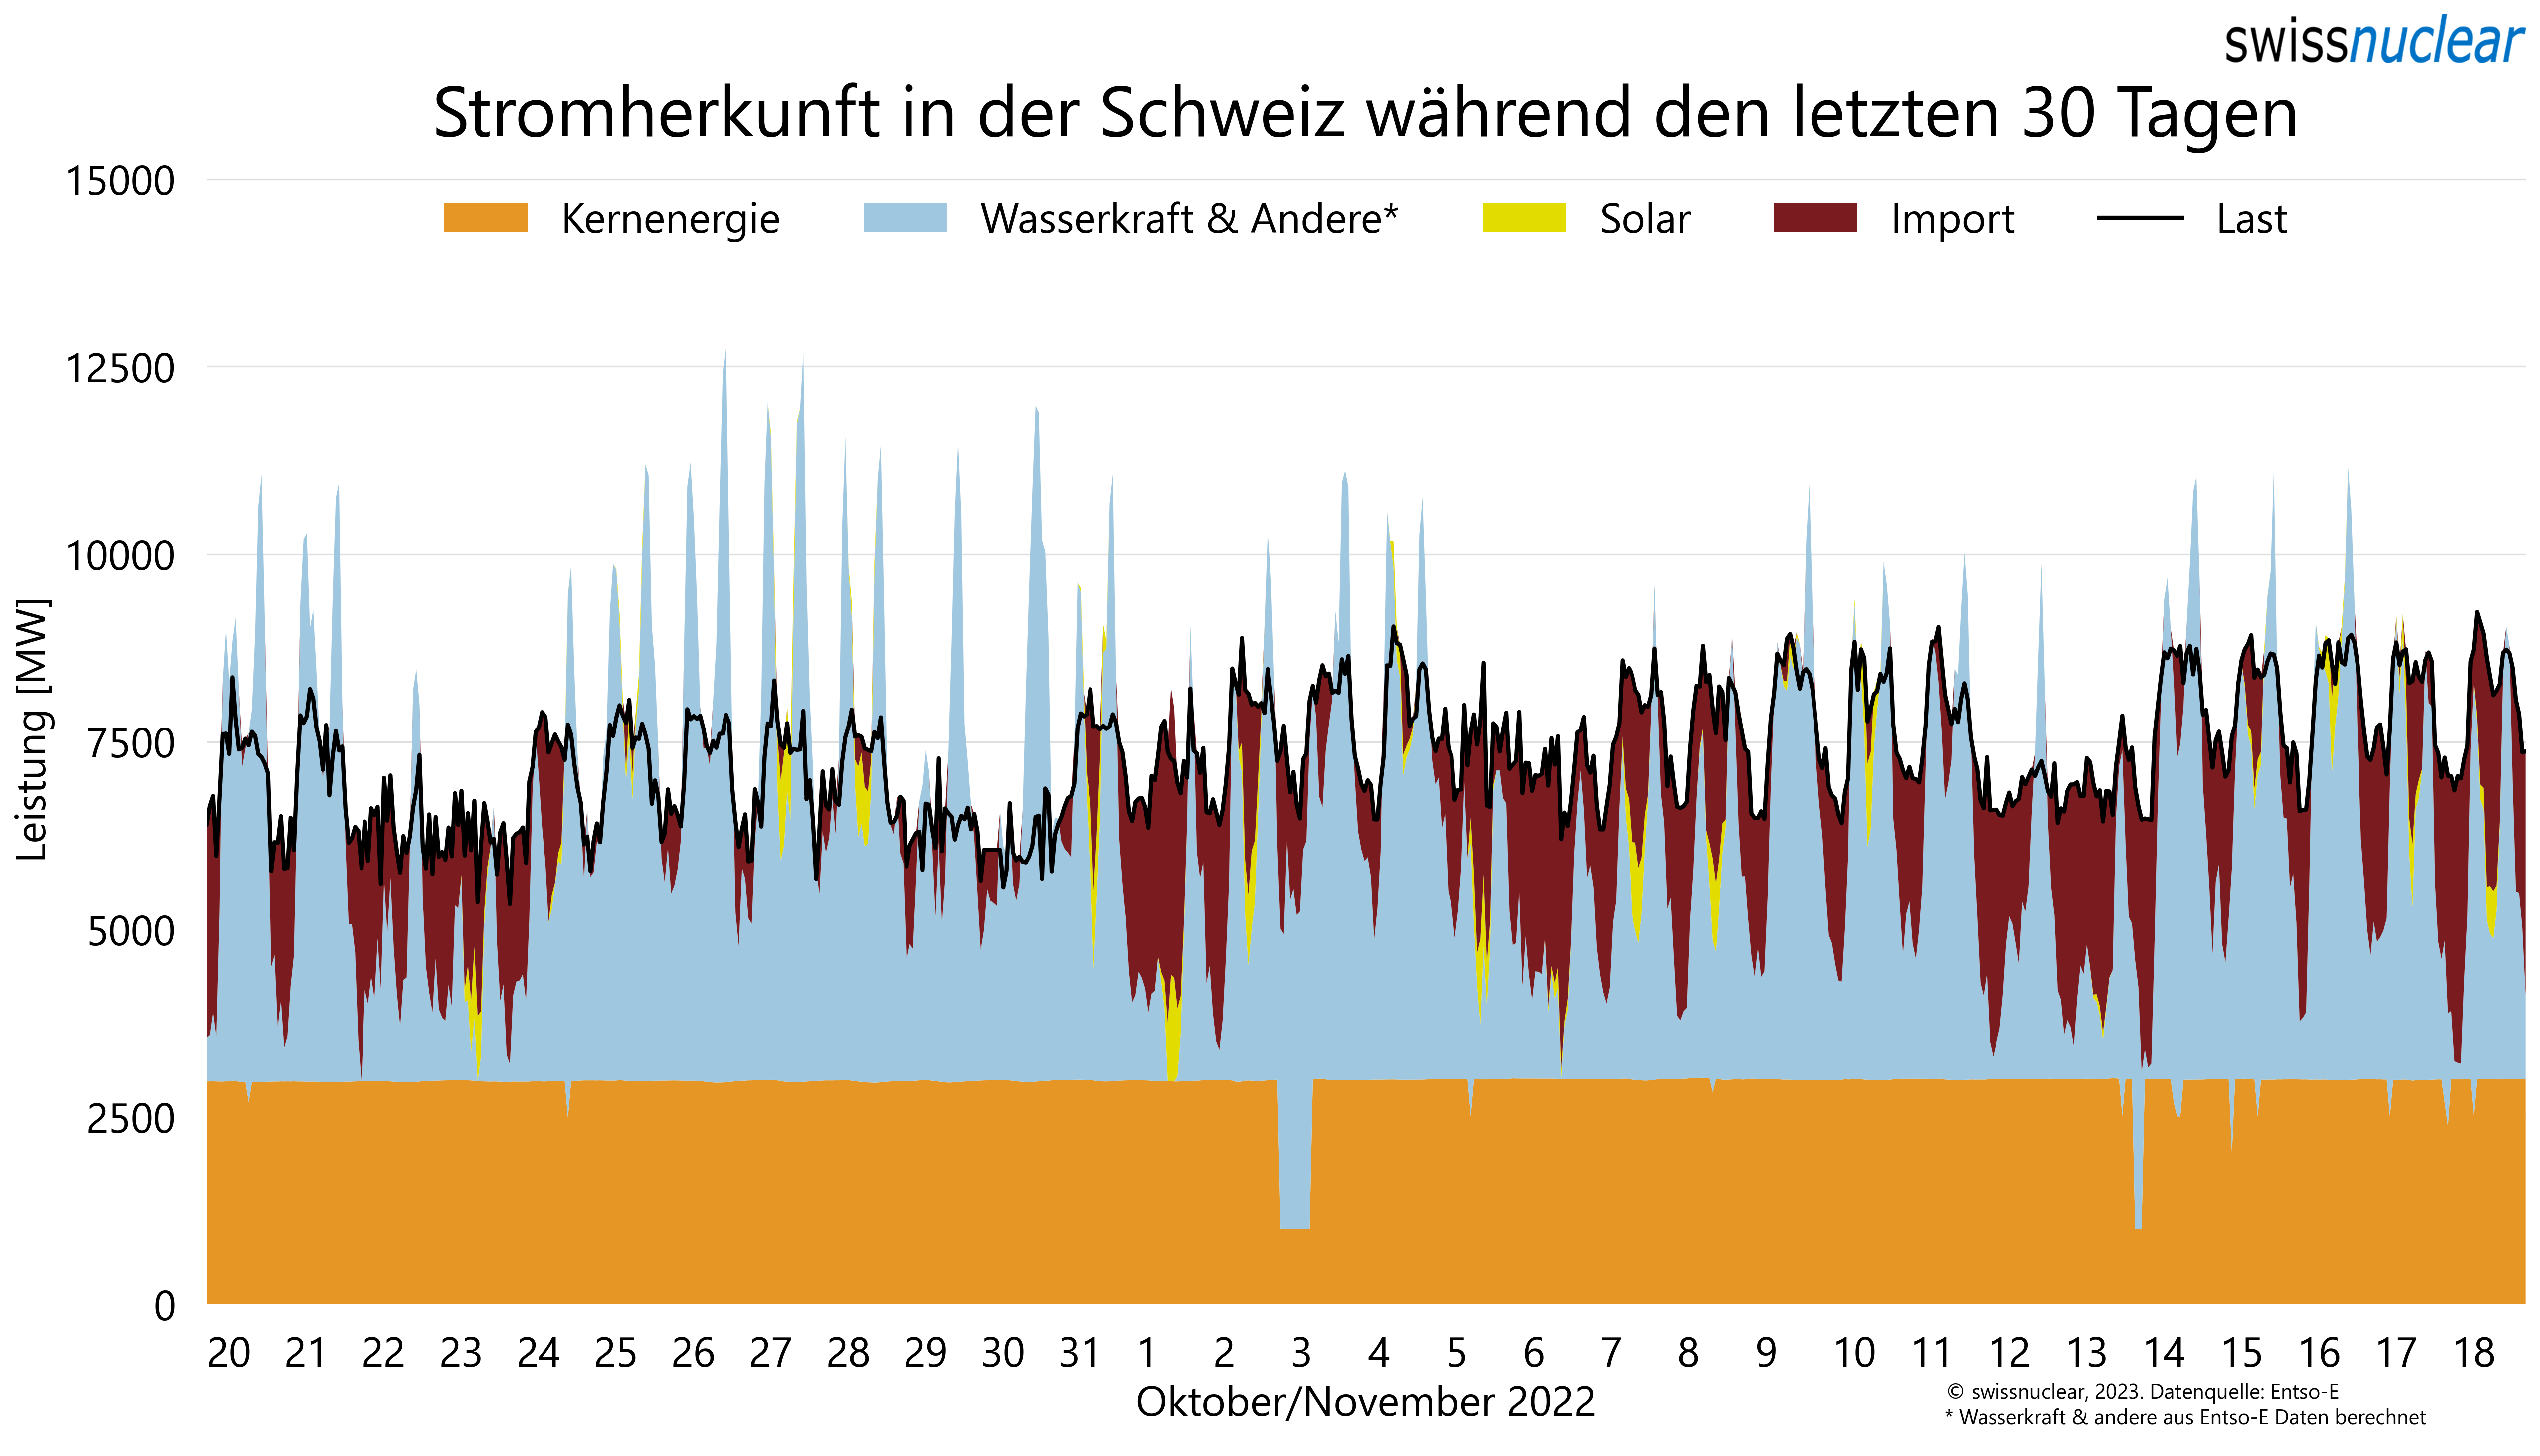 swissnuclear
Stromherkunft in der Schweiz während den letzten 30 Tagen
15000
Kernenergie Wasserkraft & Andere* Solar Import Last
12500
10000
7500
5000
2500
0
Leistung [MW]
20 21 22 23 24 25 26 27 28 29 30 31 1 2 3 4 5 6 7 8 9 10 11 12 13 14 15 16 17 18
Oktober/November 2022
© swissnuclear, 2023. Datenquelle: Entso-E
* Wasserkraft & andere aus Entso-E Daten berechnet